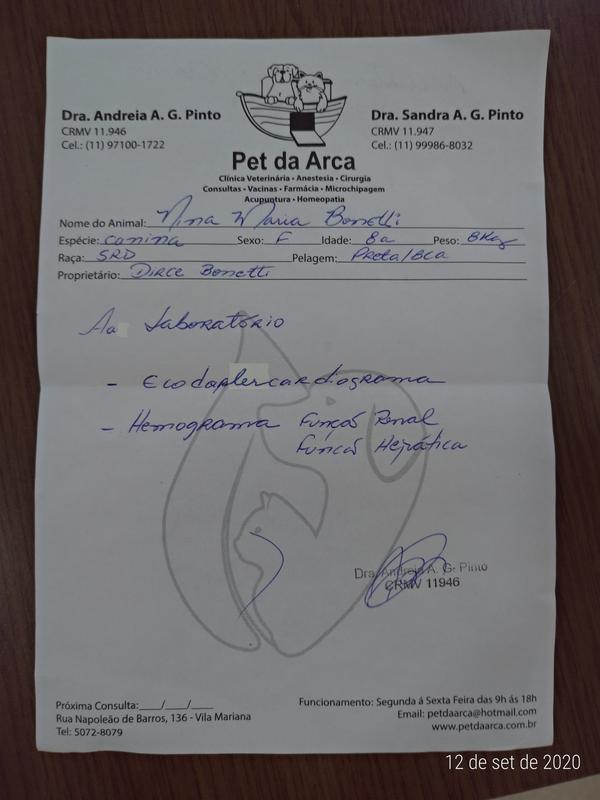 Dra. Andreia A. G. Pinto
CRMV 11.946
Cel.: (11) 97100-1722
Dra. Sandra A. G. Pinto
CRMV 11.947
Cel.: (11) 99986-8032
Pet da Arca
Clínica Veterinária • Anestesia • Cirurgia
Consultas • Vacinas • Farmácia • Microchipagem
Acupuntura • Homeopatia
Nome do Animal: Nina Maria Bonetti
Espécie: canina Sexo: F Idade: 8a Peso: 8Kg
Raça: SRD Pelagem: Preta/Bca
Proprietário: Dirce Bonetti
Ao Laboratório
- Ecodoplercardiograma
- Hemograma Função Renal
Função Hepática
Dra. Andreia A. G. Pinto
CRMV 11946
Próxima Consulta: ___/___/___
Rua Napoleão de Barros, 136 - Vila Mariana
Tel: 5072-8079
Funcionamento: Segunda á Sexta Feira das 9h ás 18h
Email: petdaarca@hotmail.com
www.petdaarca.com.br
12 de set de 2020